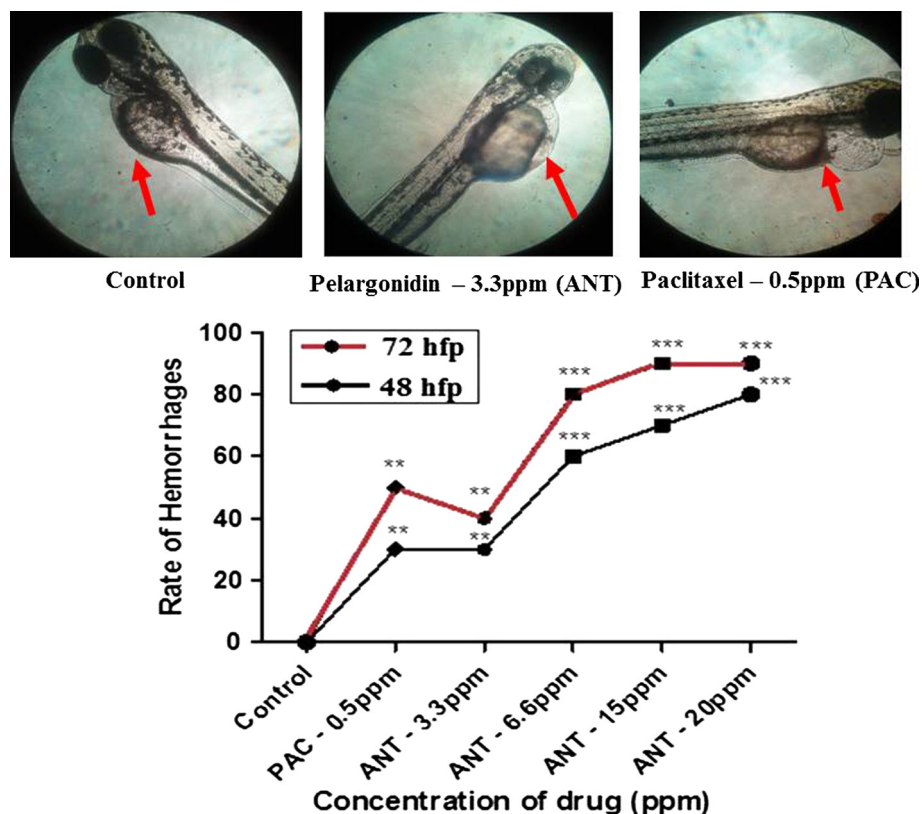 Control
Pelargonidin – 3.3ppm (ANT)
Paclitaxel – 0.5ppm (PAC)
100
80
60
40
20
0
Rate of Hemorrhages
72 hfp
48 hfp
**
**
**
**
***
***
***
***
***
***
Control
PAC - 0.5ppm
ANT - 3.3ppm
ANT - 6.6ppm
ANT - 15ppm
ANT - 20ppm
Concentration of drug (ppm)